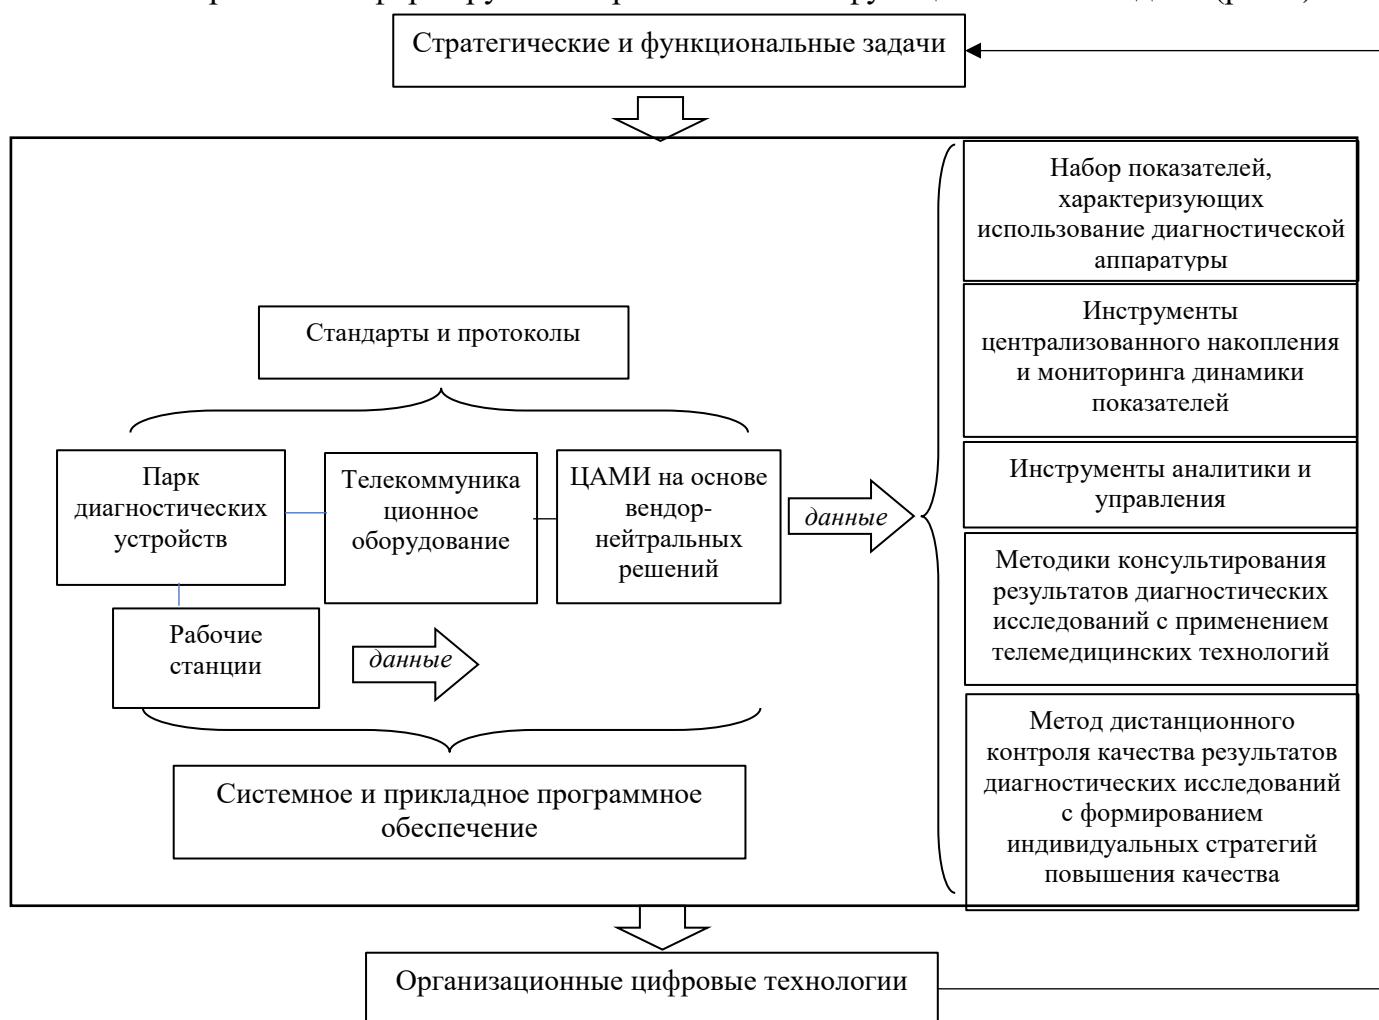 Стратегические и функциональные задачи
Набор показателей,
характеризующих
использование диагностической
аппаратуры
Инструменты
централизованного накопления
и мониторинга динамики
показателей
Инструменты аналитики и
управления
Методики консультирования
результатов диагностических
исследований с применением
телемедицинских технологий
Метод дистанционного
контроля качества результатов
диагностических исследований
с формированием
индивидуальных стратегий
повышения качества
Стандарты и протоколы
Парк
диагностических
устройств
Телекоммуника
ционное
оборудование
ЦАМИ на основе
вендор-
нейтральных
решений
данные
Рабочие
станции
данные
Системное и прикладное программное
обеспечение
Организационные цифровые технологии